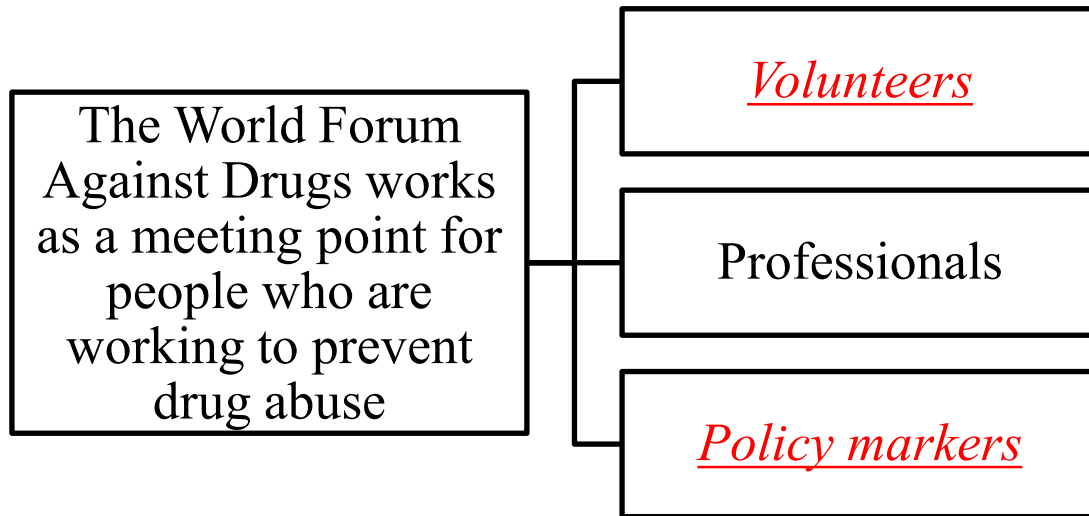 The World Forum
Against Drugs works
as a meeting point for
people who are
working to prevent
drug abuse
Volunteers
Professionals
Policy markers